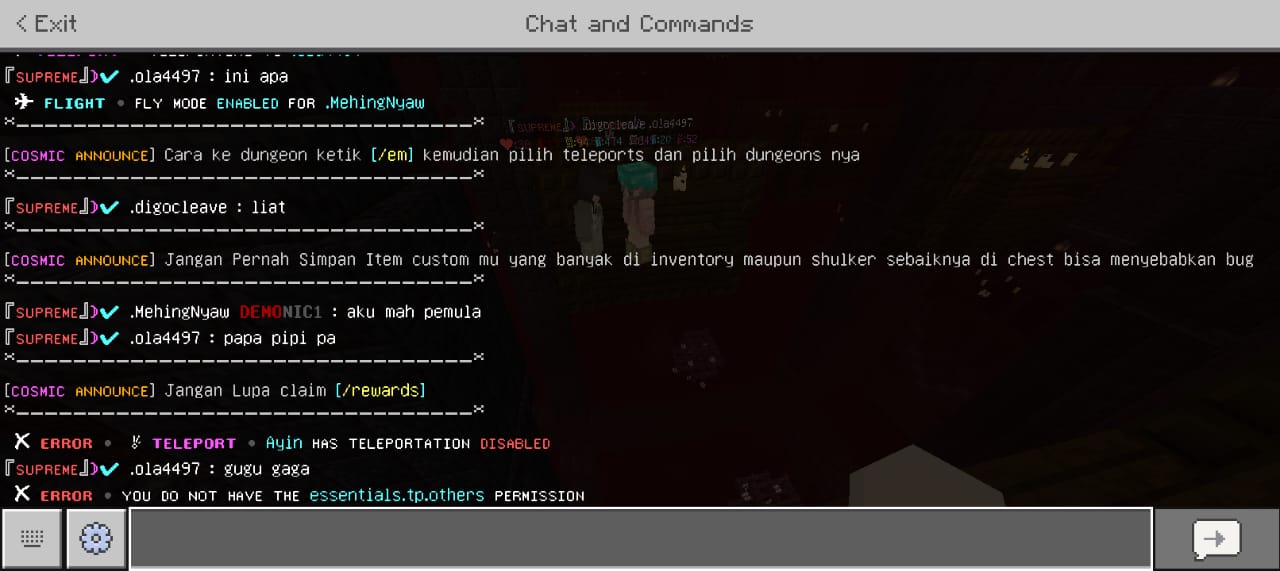 < Exit
Chat and Commands
『SUPREME』)✔ .ola4497 : ini apa
✈ FLIGHT • FLY MODE ENABLED FOR .MehingNyaw
[COSMIC ANNOUNCE] Cara ke dungeon ketik [/em] kemudian pilih teleports dan pilih dungeons nya
『SUPREME』)✔ .digocleave : liat
[COSMIC ANNOUNCE] Jangan Pernah Simpan Item custom mu yang banyak di inventory maupun shulker sebaiknya di chest bisa menyebabkan bug
『SUPREME』)✔ .MehingNyaw DEMONIC1 : aku mah pemula
『SUPREME』)✔ .ola4497 : papa pipi pa
[COSMIC ANNOUNCE] Jangan Lupa claim [/rewards]
✕ ERROR • TELEPORT • Ayin HAS TELEPORTATION DISABLED
『SUPREME』)✔ .ola4497 : gugu gaga
✕ ERROR • YOU DO NOT HAVE THE essentials.tp.others PERMISSION
『SUPREME』) .digocleave .ola4497